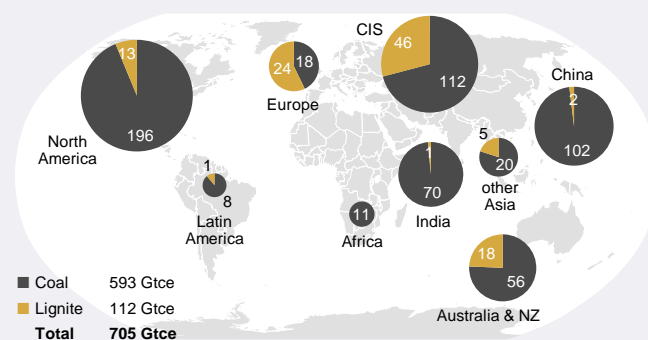 CIS
46
112
13
196
North
America
24
18
Europe
China
2
102
5
20
other
Asia
1
70
India
1
8
Latin
America
11
Africa
18
56
Australia & NZ
Coal 593 Gtce
Lignite 112 Gtce
Total 705 Gtce